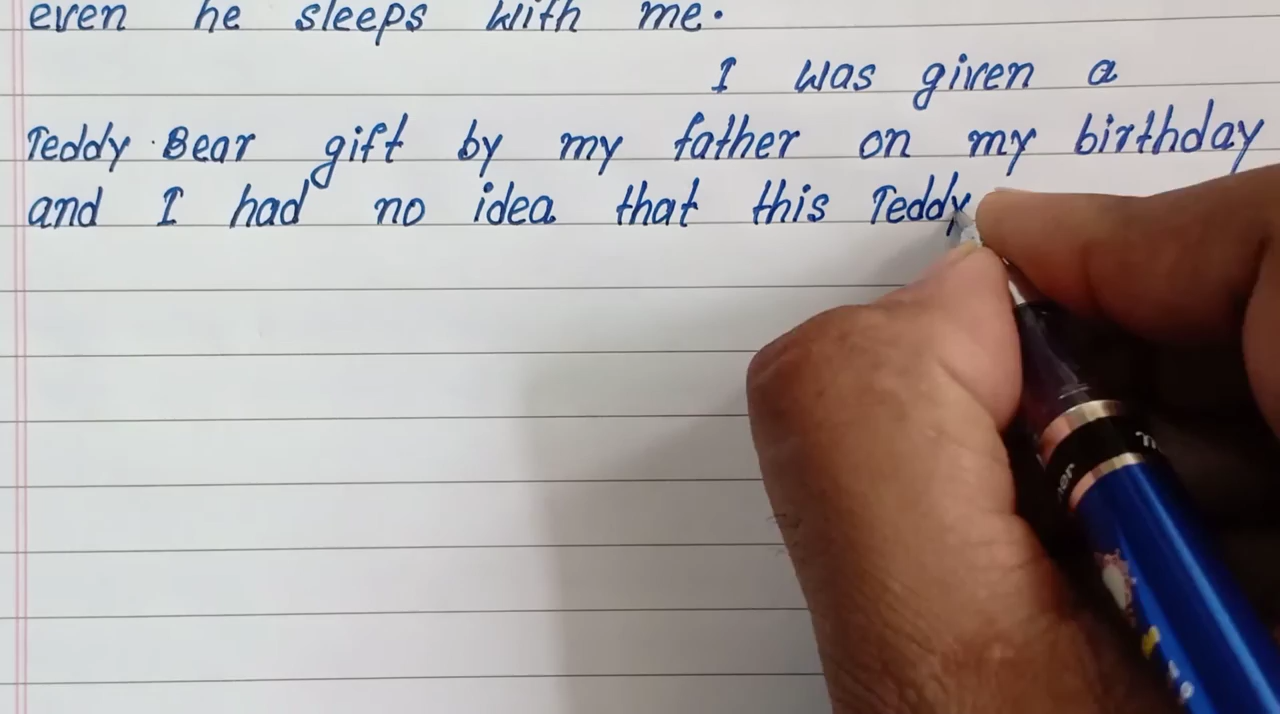 even he sleeps with me.
I was given a
Teddy Bear gift by my father on my birthday
and I had no idea that this Teddy